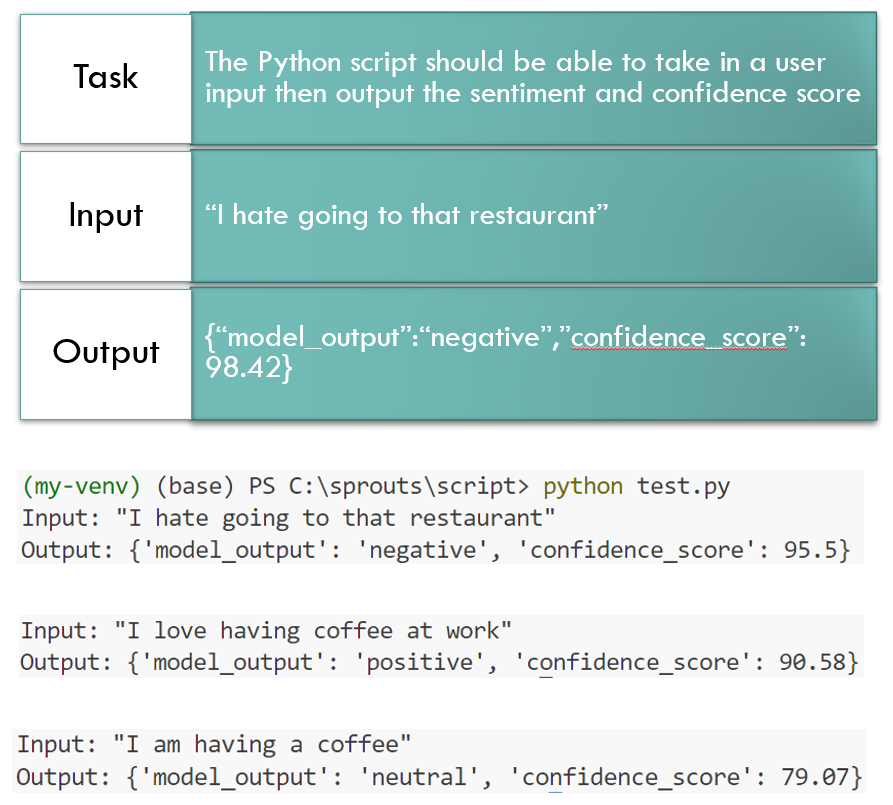 Task
The Python script should be able to take in a user
input then output the sentiment and confidence score
Input
“I hate going to that restaurant”
Output
{“model_output”:“negative”,”confidence_score”:
98.42}
(my-venv) (base) PS C:\sprouts\script> python test.py
Input: "I hate going to that restaurant"
Output: {'model_output': 'negative', 'confidence_score': 95.5}
Input: "I love having coffee at work"
Output: {'model_output': 'positive', 'confidence_score': 90.58}
Input: "I am having a coffee"
Output: {'model_output': 'neutral', 'confidence_score': 79.07}